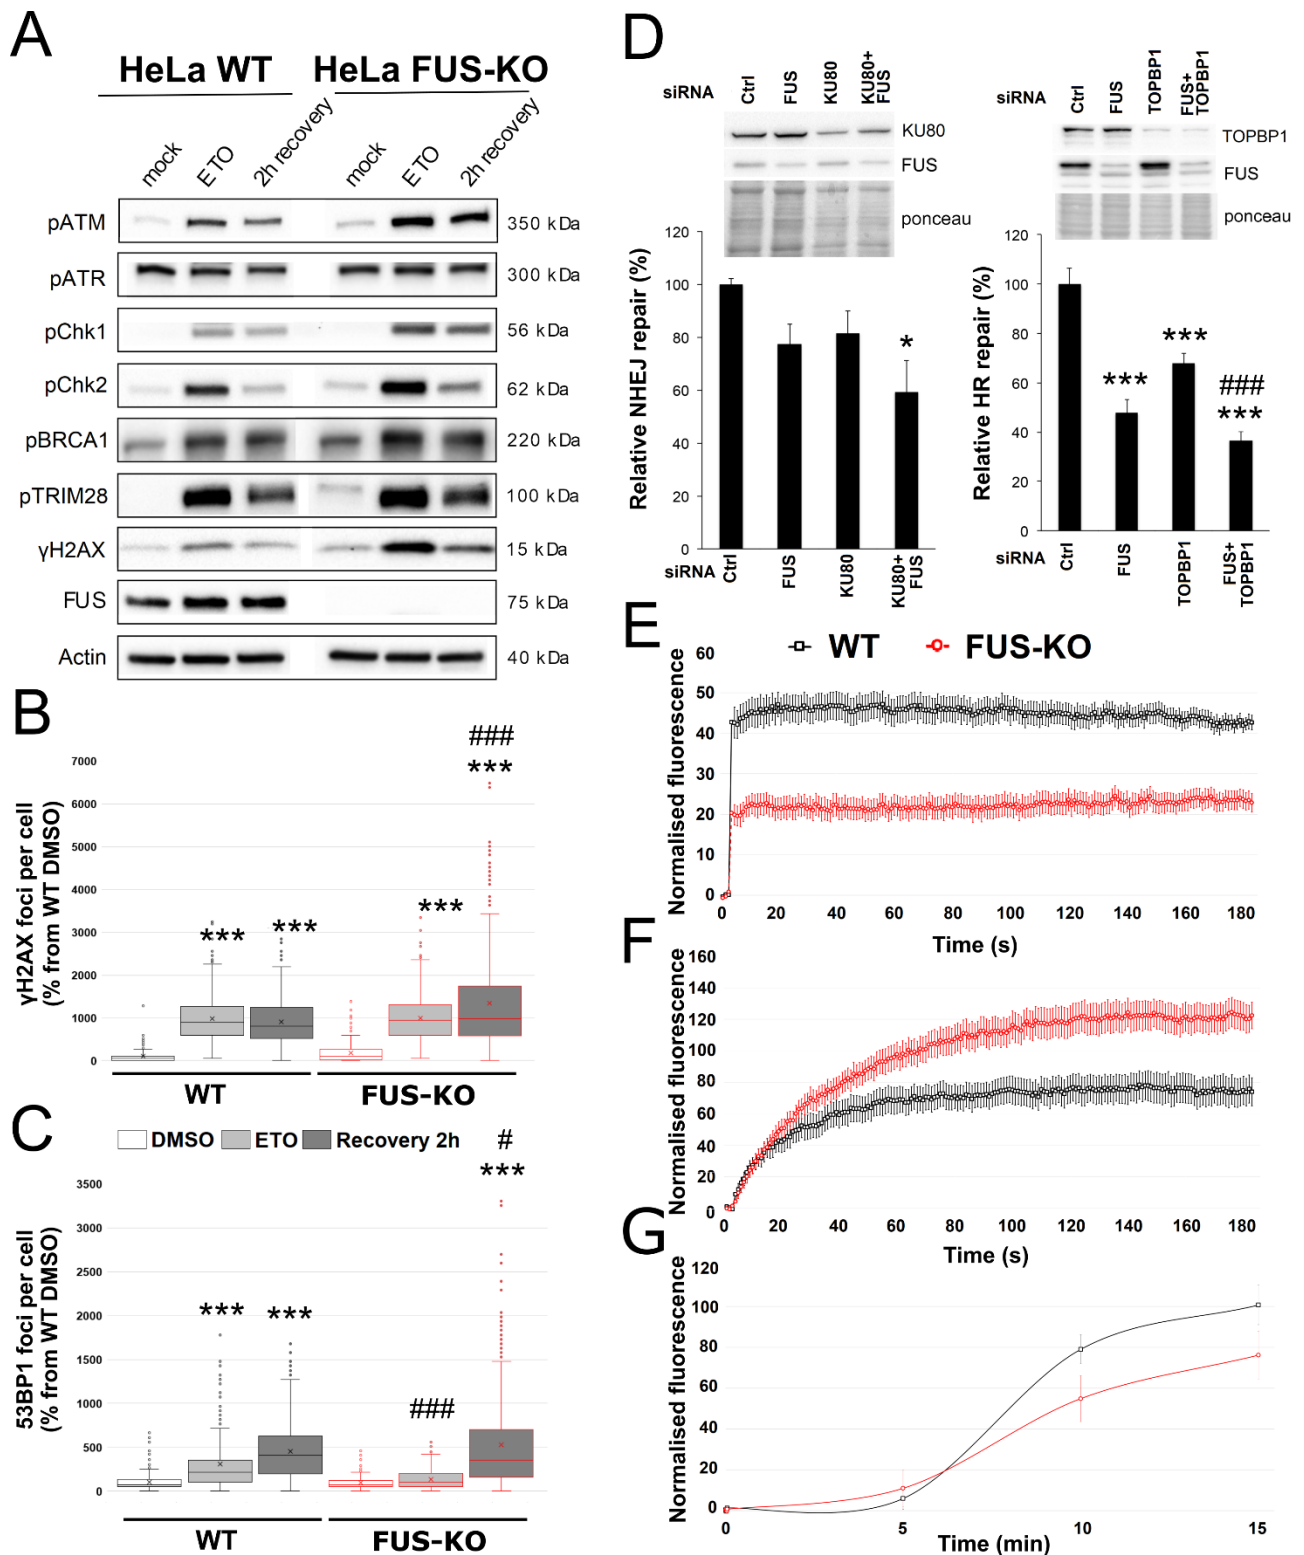 A
HeLa WT
HeLa FUS-KO
mock
ETO
2h recovery
mock
ETO
2h recovery
pATM
350 kDa
pATR
300 kDa
pChk1
56 kDa
pChk2
62 kDa
pBRCA1
220 kDa
pTRIM28
100 kDa
γH2AX
15 kDa
FUS
75 kDa
Actin
40 kDa
B
γH2AX foci per cell
(% from WT DMSO)
7000
6000
5000
4000
3000
2000
1000
0
***
***
***
###
***
WT
FUS-KO
C
DMSO
ETO
Recovery 2h
53BP1 foci per cell
(% from WT DMSO)
3500
3000
2500
2000
1500
1000
500
0
***
***
###
#
***
WT
FUS-KO
D
siRNA
Ctrl
FUS
KU80
KU80+
FUS
KU80
FUS
ponceau
Relative NHEJ repair (%)
120
100
80
60
40
20
0
*
siRNA
Ctrl
FUS
KU80
KU80+
FUS
siRNA
Ctrl
FUS
TOPBP1
FUS+
TOPBP1
TOPBP1
FUS
ponceau
Relative HR repair (%)
120
100
80
60
40
20
0
***
***
###
***
siRNA
Ctrl
FUS
TOPBP1
FUS+
TOPBP1
E
WT
FUS-KO
Normalised fluorescence
60
50
40
30
20
10
0
0 20 40 60 80 100 120 140 160 180
Time (s)
F
Normalised fluorescence
160
140
120
100
80
60
40
20
0
0 20 40 60 80 100 120 140 160 180
Time (s)
G
Normalised fluorescence
120
100
80
60
40
20
0
0 5 10 15
Time (min)